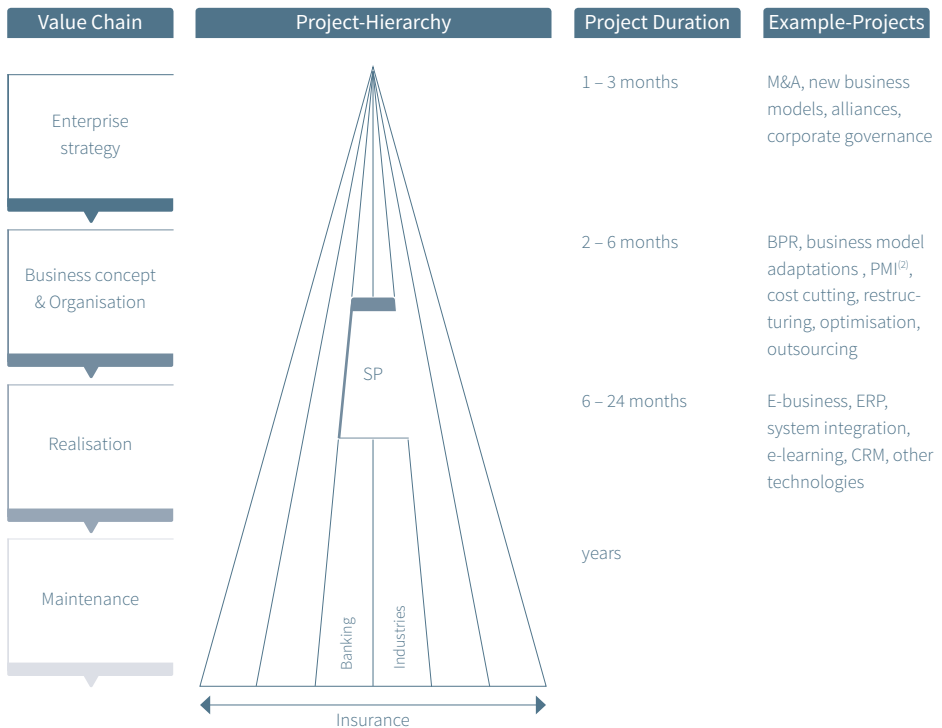 Value Chain
Project-Hierarchy
Project Duration
Example-Projects
Enterprise
strategy
1 – 3 months
M&A, new business
models, alliances,
corporate governance
Business concept
& Organisation
2 – 6 months
BPR, business model
adaptations , PMI(2),
cost cutting, restruc-
turing, optimisation,
outsourcing
SP
Realisation
6 – 24 months
E-business, ERP,
system integration,
e-learning, CRM, other
technologies
Maintenance
years
Banking
Industries
Insurance